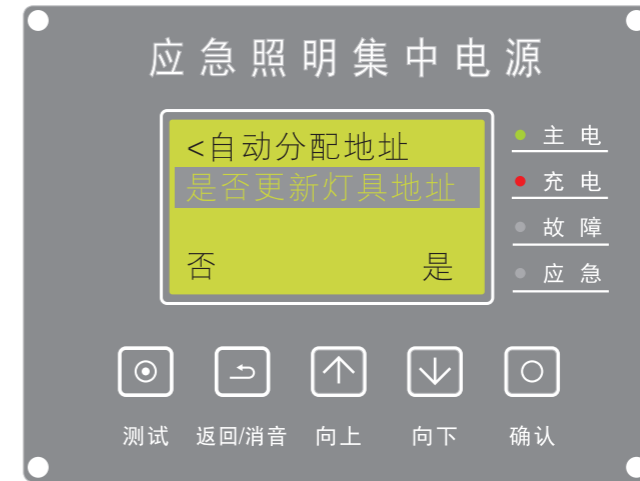 应急照明集中电源
<自动分配地址
是否更新灯具地址
否 是
主电
充电
故障
应急
测试 返回/消音 向上 向下 确认